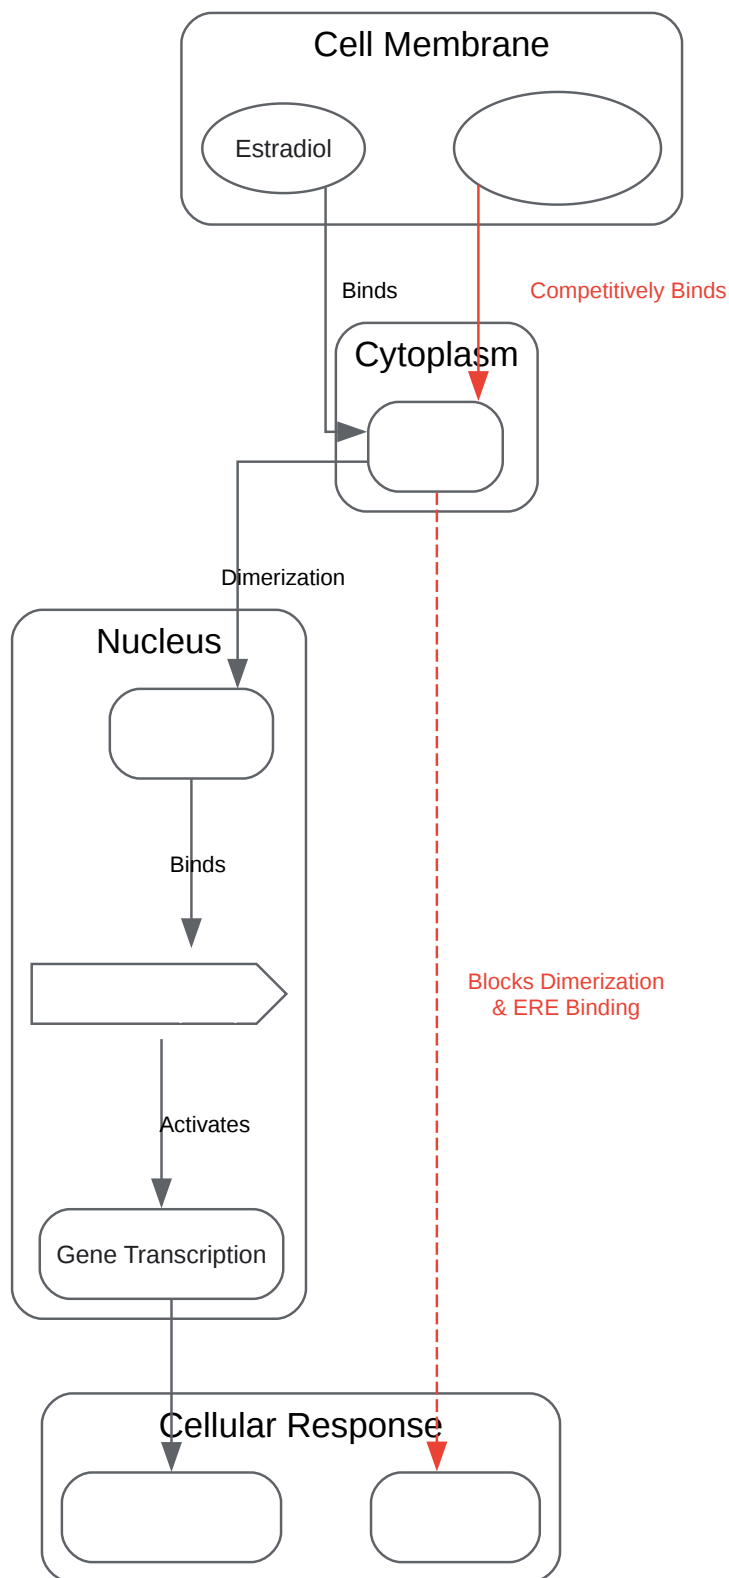 Cell Membrane
Estradiol
Binds
Competitively Binds
Cytoplasm
Dimerization
Nucleus
Binds
Blocks Dimerization
& ERE Binding
Activates
Gene Transcription
Cellular Response